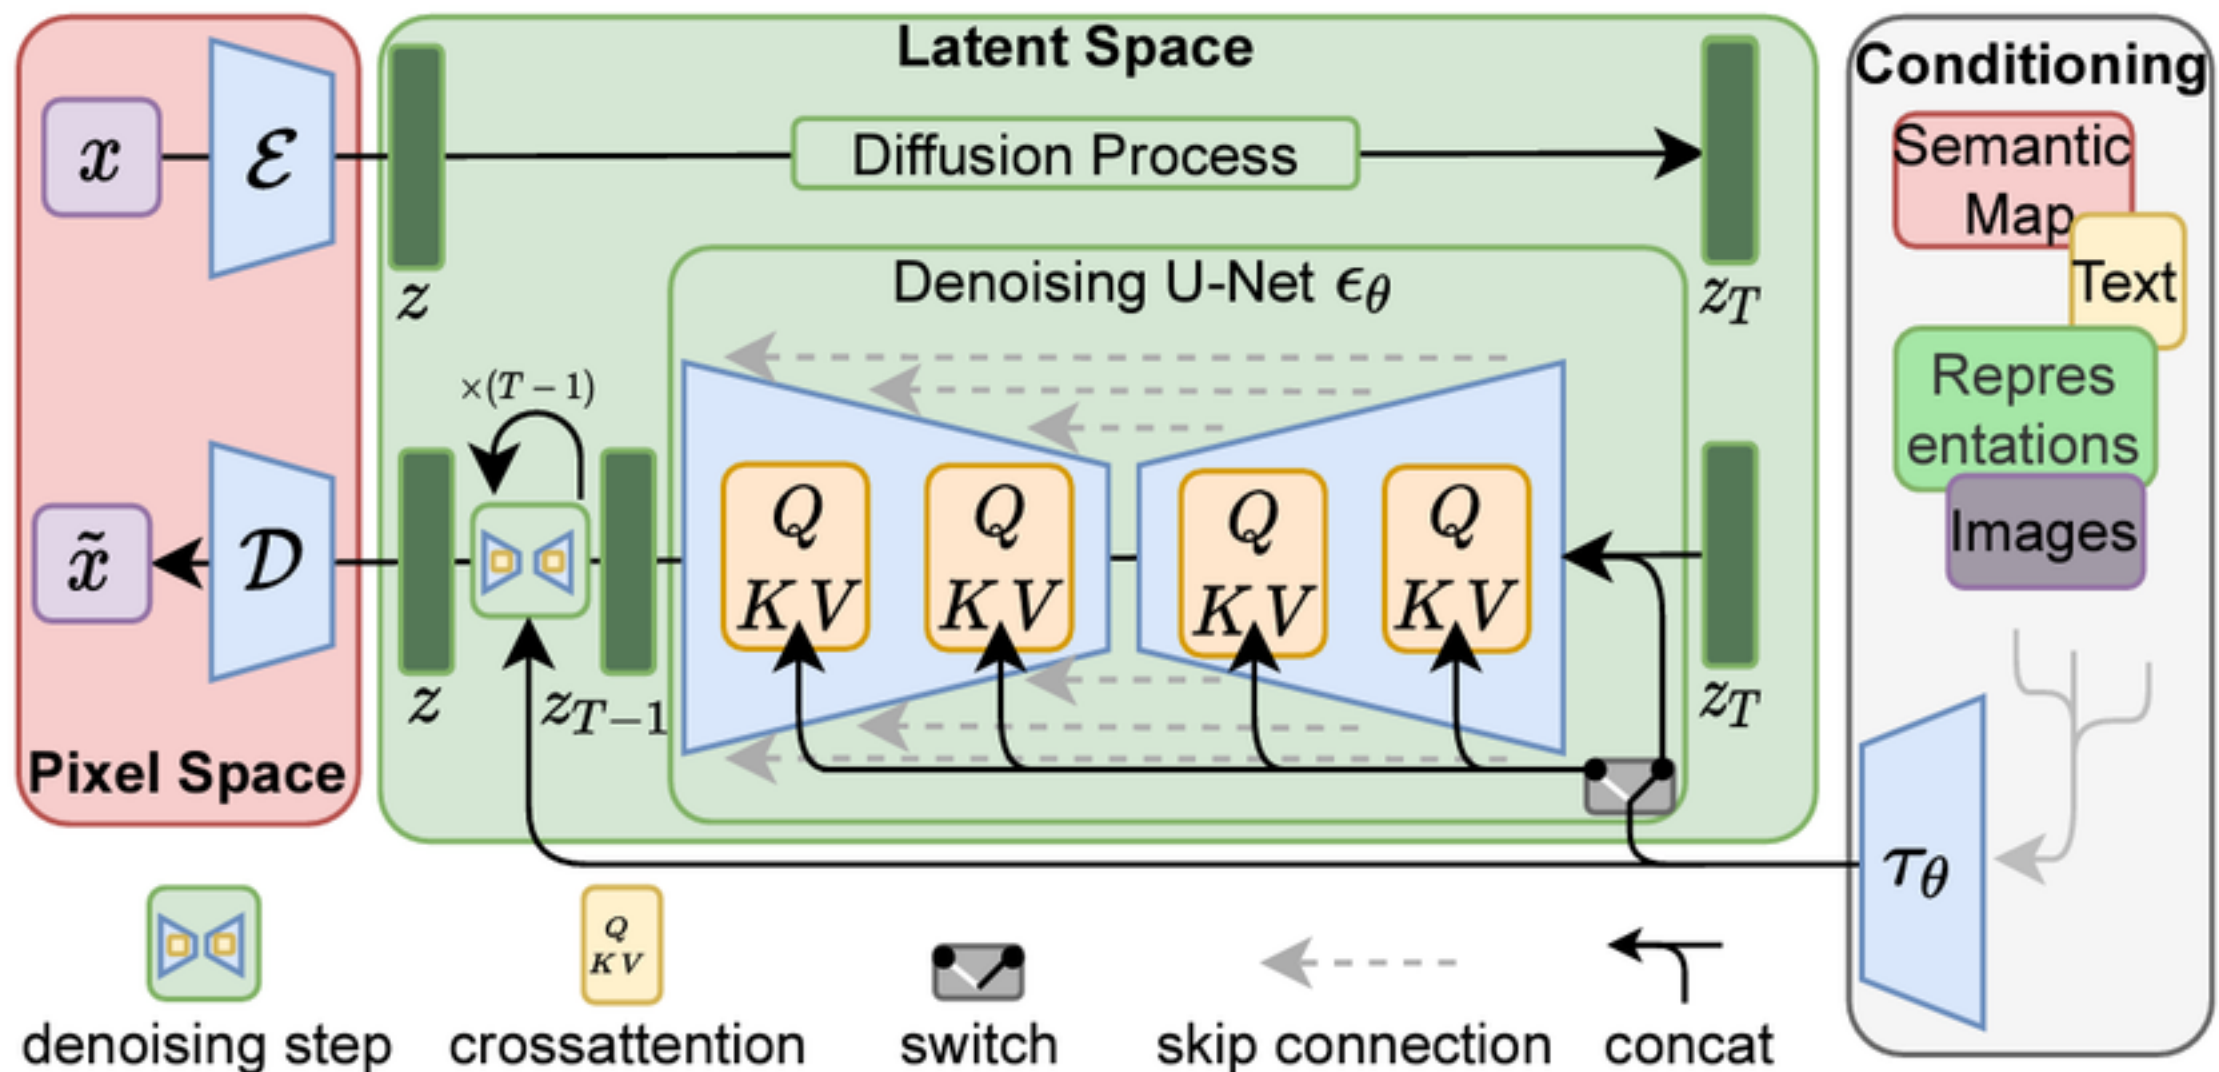 Latent Space
Conditioning
x
ℰ
Diffusion Process
Semantic
Map
z
Denoising U-Net ϵ_θ
z_T
Text
×(T − 1)
Repres
entations
Q
KV
Q
KV
Q
KV
Q
KV
Images
x̃
𝒟
z
z_{T−1}
z_T
Pixel Space
τ_θ
Q
KV
denoising step
crossattention
switch
skip connection
concat